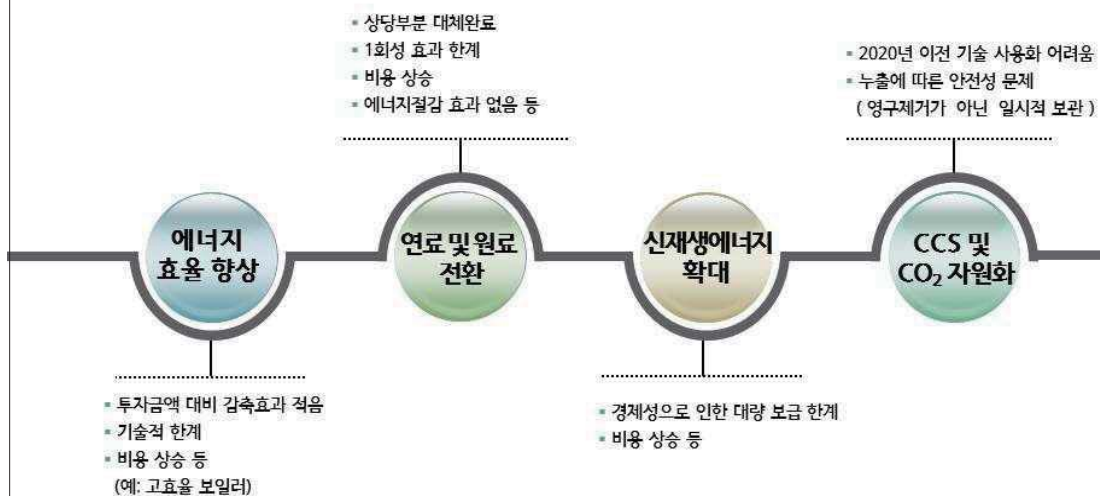 ▪ 상당부분 대체완료
▪ 1회성 효과 한계
▪ 비용 상승
▪ 에너지절감 효과 없음 등
▪ 2020년 이전 기술 사용화 어려움
▪ 누출에 따른 안전성 문제
( 영구제거가 아닌 일시적 보관 )
에너지
효율 향상
연료 및 원료
전환
신재생에너지
확대
CCS 및
CO₂ 자원화
▪ 투자금액 대비 감축효과 적음
▪ 기술적 한계
▪ 비용 상승 등
(예: 고효율 보일러)
▪ 경제성으로 인한 대량 보급 한계
▪ 비용 상승 등